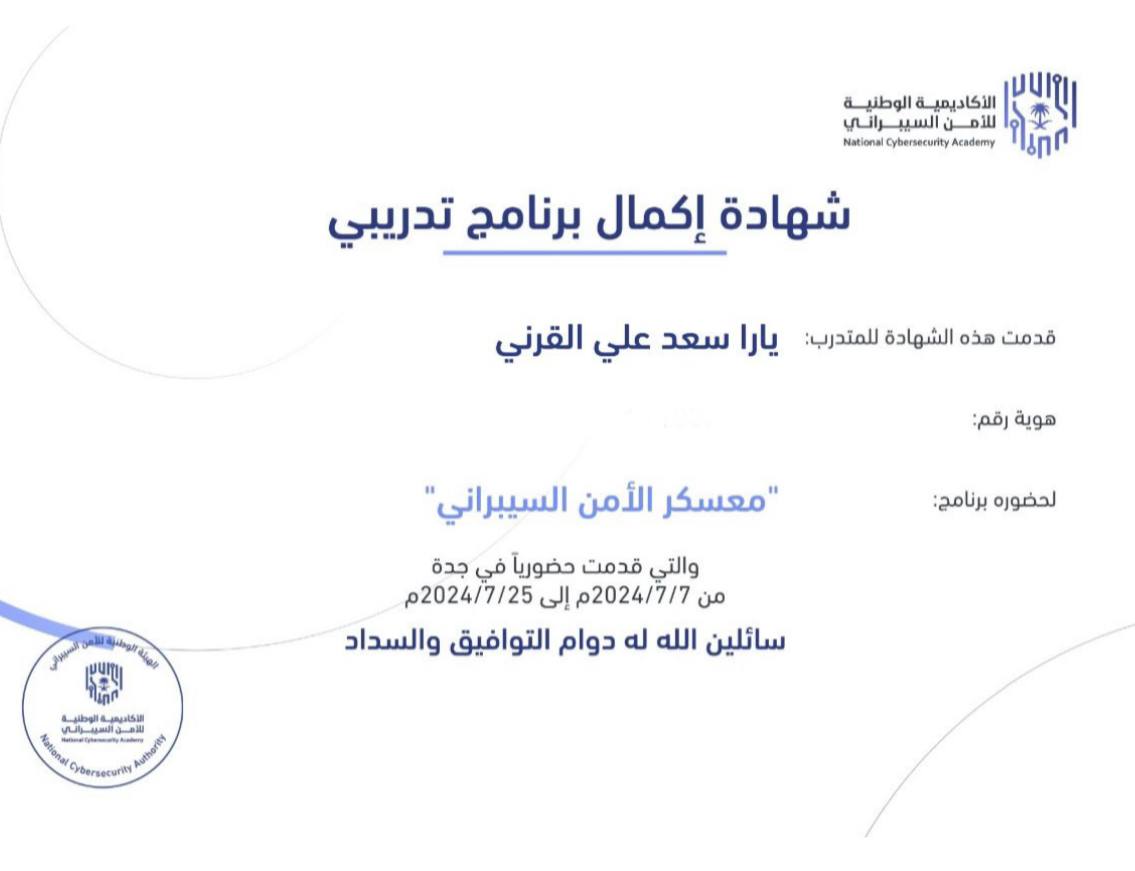 الأكاديمية الوطنية
للأمن السيبراني
National Cybersecurity Academy
شهادة إكمال برنامج تدريبي
قدمت هذه الشهادة للمتدرب: يارا سعد علي القرني
هوية رقم:
لحضوره برنامج: "معسكر الأمن السيبراني"
والتي قدمت حضورياً في جدة
من 2024/7/7م إلى 2024/7/25م
سائلين الله له دوام التوافيق والسداد
الهيئة الوطنية للأمن السيبراني
الأكاديمية الوطنية
للأمن السيبراني
National Cybersecurity Academy
National Cybersecurity Authority